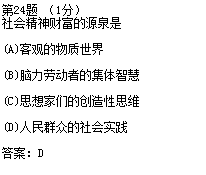 第24题 （1分）
社会精神财富的源泉是
(A)客观的物质世界
(B)脑力劳动者的集体智慧
(C)思想家们的创造性思维
(D)人民群众的社会实践
答案：D